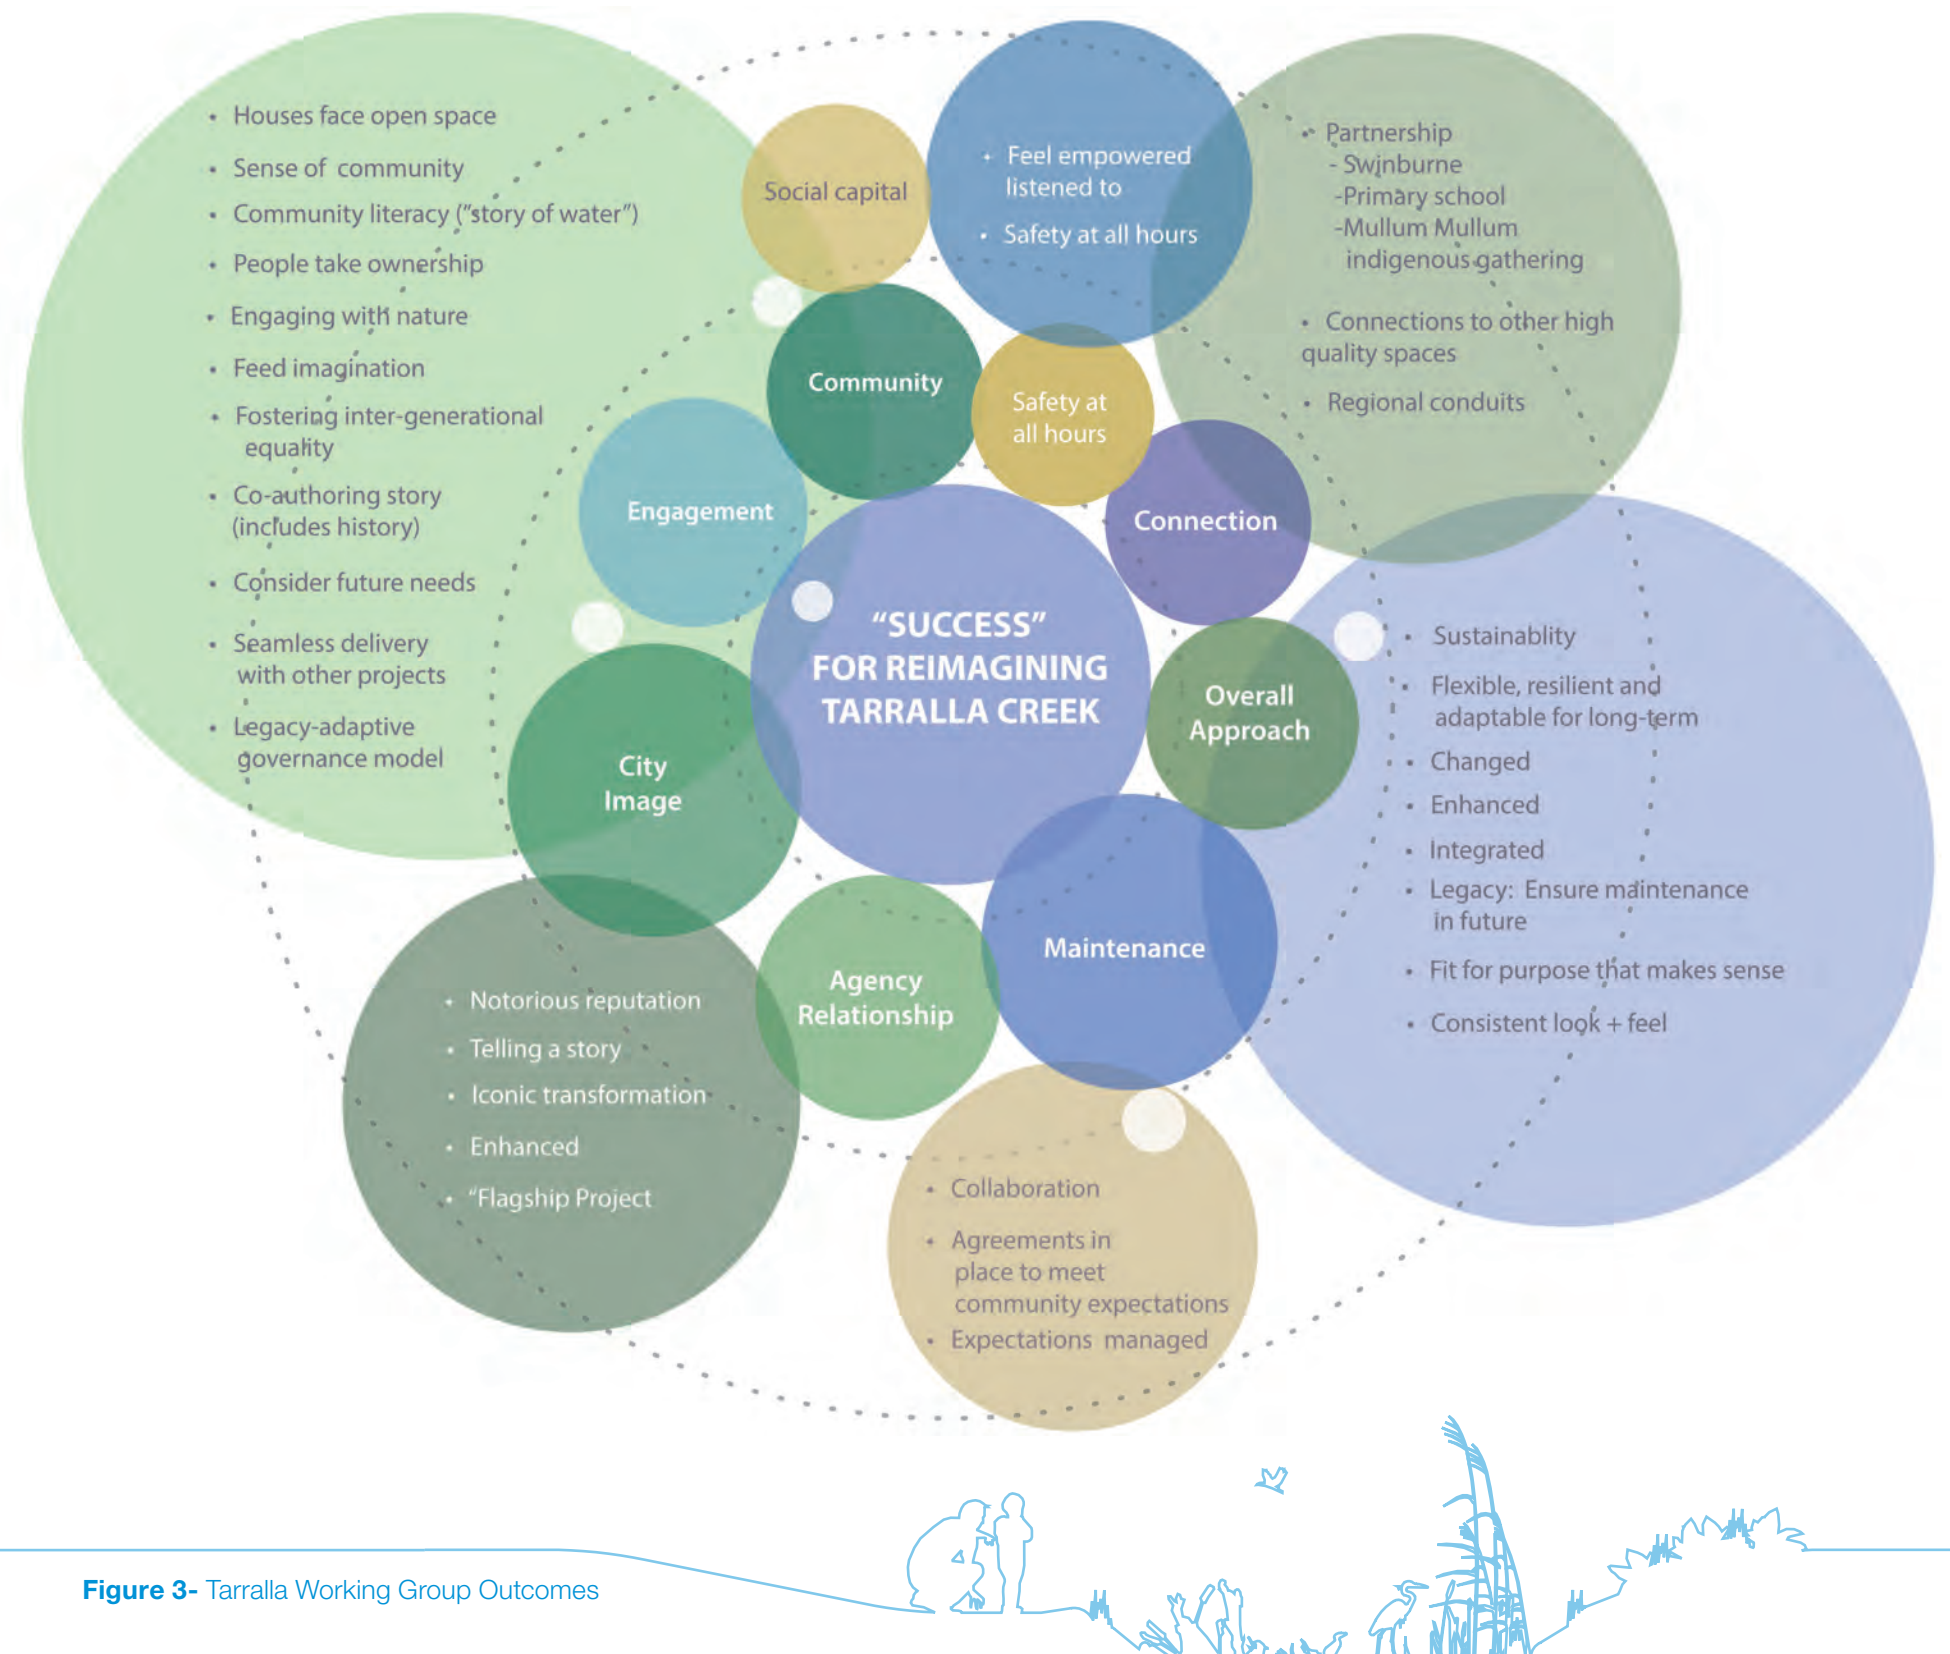 • Houses face open space
• Sense of community
• Community literacy ("story of water")
• People take ownership
• Engaging with nature
• Feed imagination
• Fostering inter-generational
equality
• Co-authoring story
(includes history)
• Consider future needs
• Seamless delivery
with other projects
• Legacy-adaptive
governance model
Social capital
• Feel empowered
listened to
• Safety at all hours
• Partnership
- Swinburne
-Primary school
-Mullum Mullum
indigenous gathering
• Connections to other high
quality spaces
• Regional conduits
Community
Safety at
all hours
Engagement
Connection
"SUCCESS"
FOR REIMAGINING
TARRALLA CREEK
Overall
Approach
City
Image
Agency
Relationship
Maintenance
• Sustainablity
• Flexible, resilient and
adaptable for long-term
• Changed
• Enhanced
• Integrated
• Legacy: Ensure maintenance
in future
• Fit for purpose that makes sense
• Consistent look + feel
• Notorious reputation
• Telling a story
• Iconic transformation
• Enhanced
• "Flagship Project
• Collaboration
• Agreements in
place to meet
community expectations
• Expectations managed
Figure 3- Tarralla Working Group Outcomes